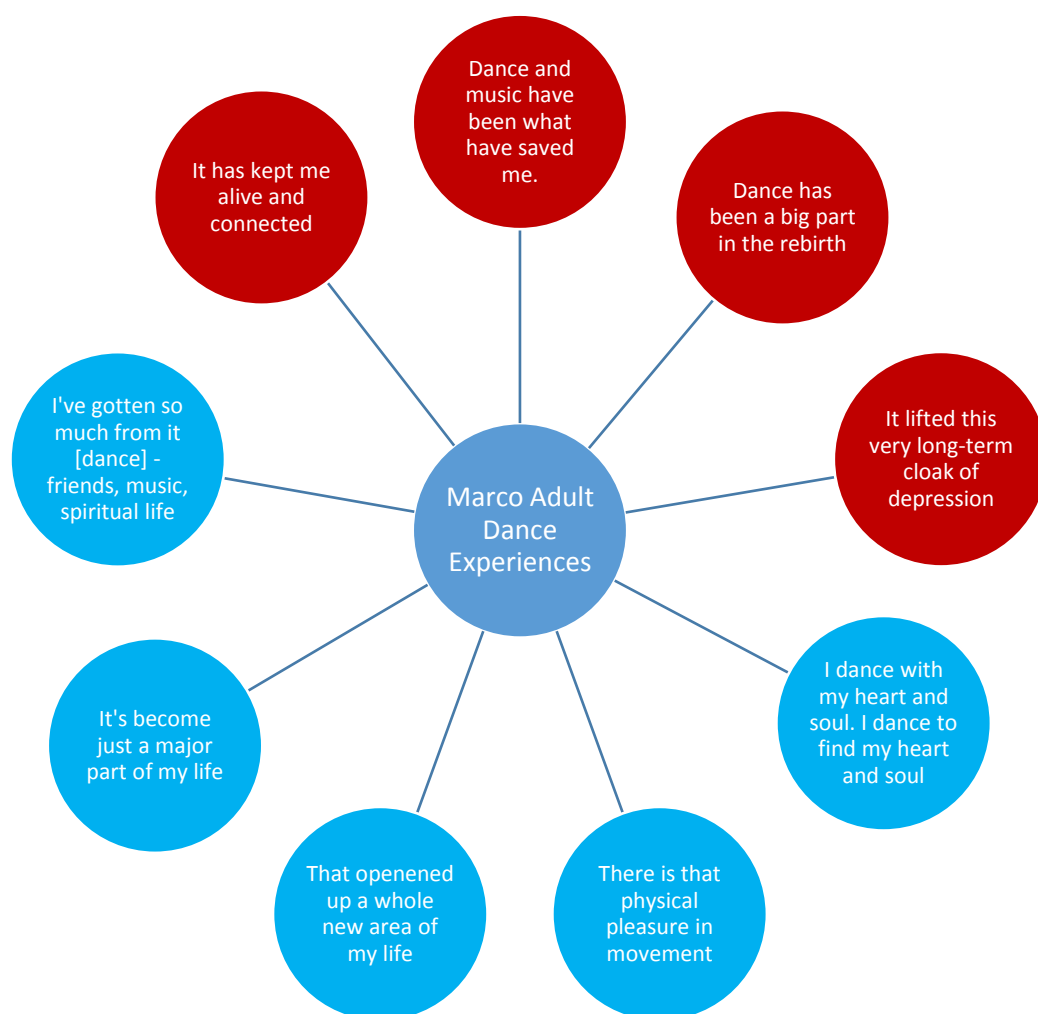 Dance and
music have
been what
have saved
me.
Dance has
been a big part
in the rebirth
It lifted this
very long-term
cloak of
depression
I dance with
my heart and
soul. I dance to
find my heart
and soul
There is that
physical
pleasure in
movement
That openened
up a whole
new area of
my life
It's become
just a major
part of my life
I've gotten so
much from it
[dance] -
friends, music,
spiritual life
It has kept me
alive and
connected
Marco Adult
Dance
Experiences